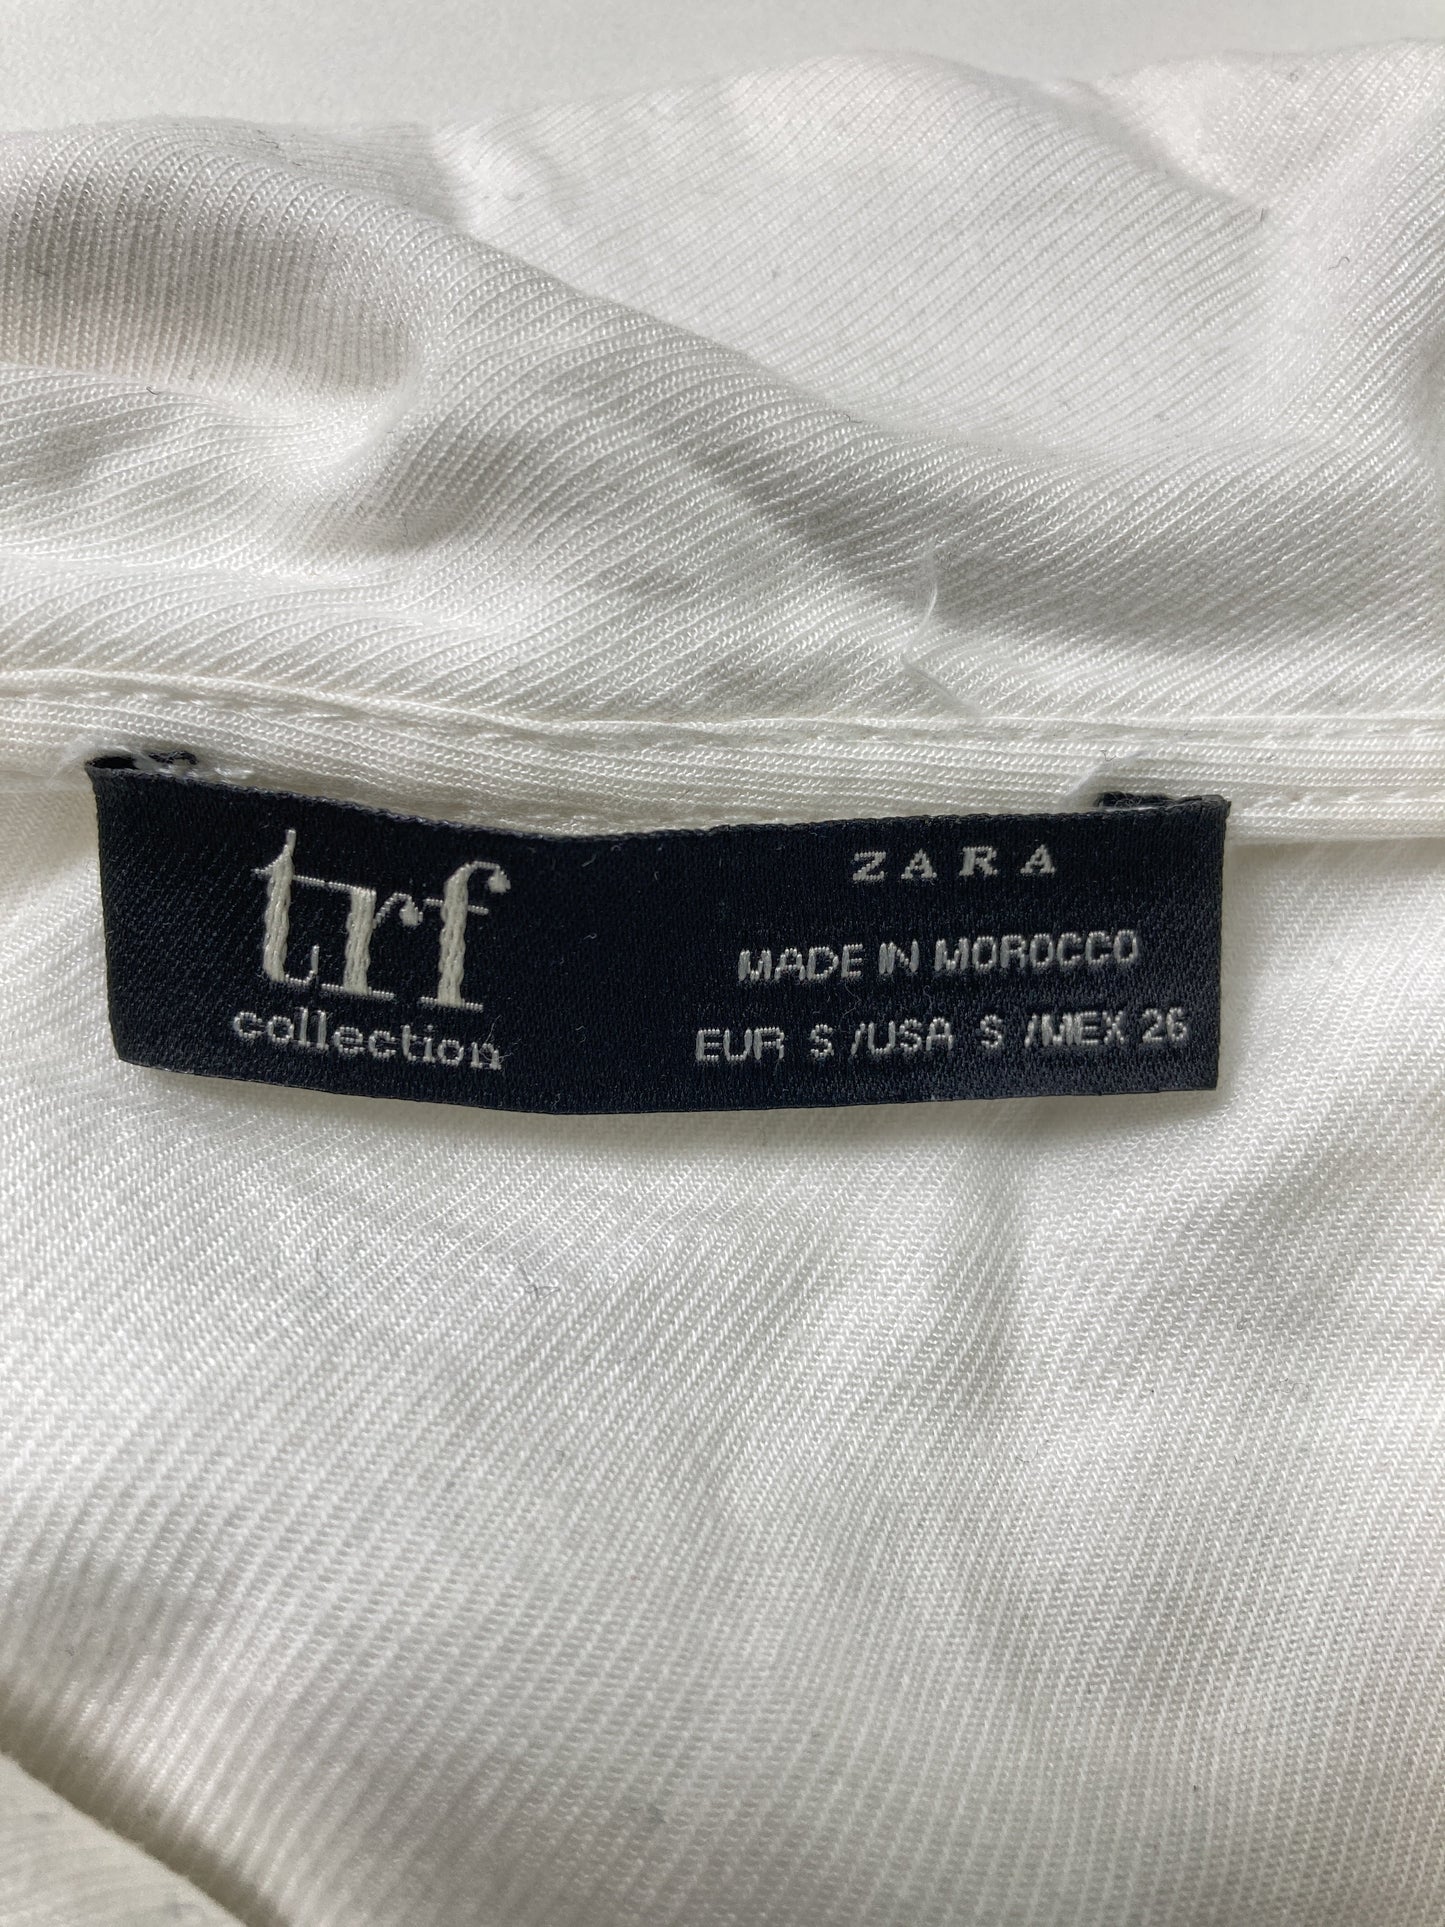 trf
collection
ZARA
MADE IN MOROCCO
EUR S /USA S /MEX 26